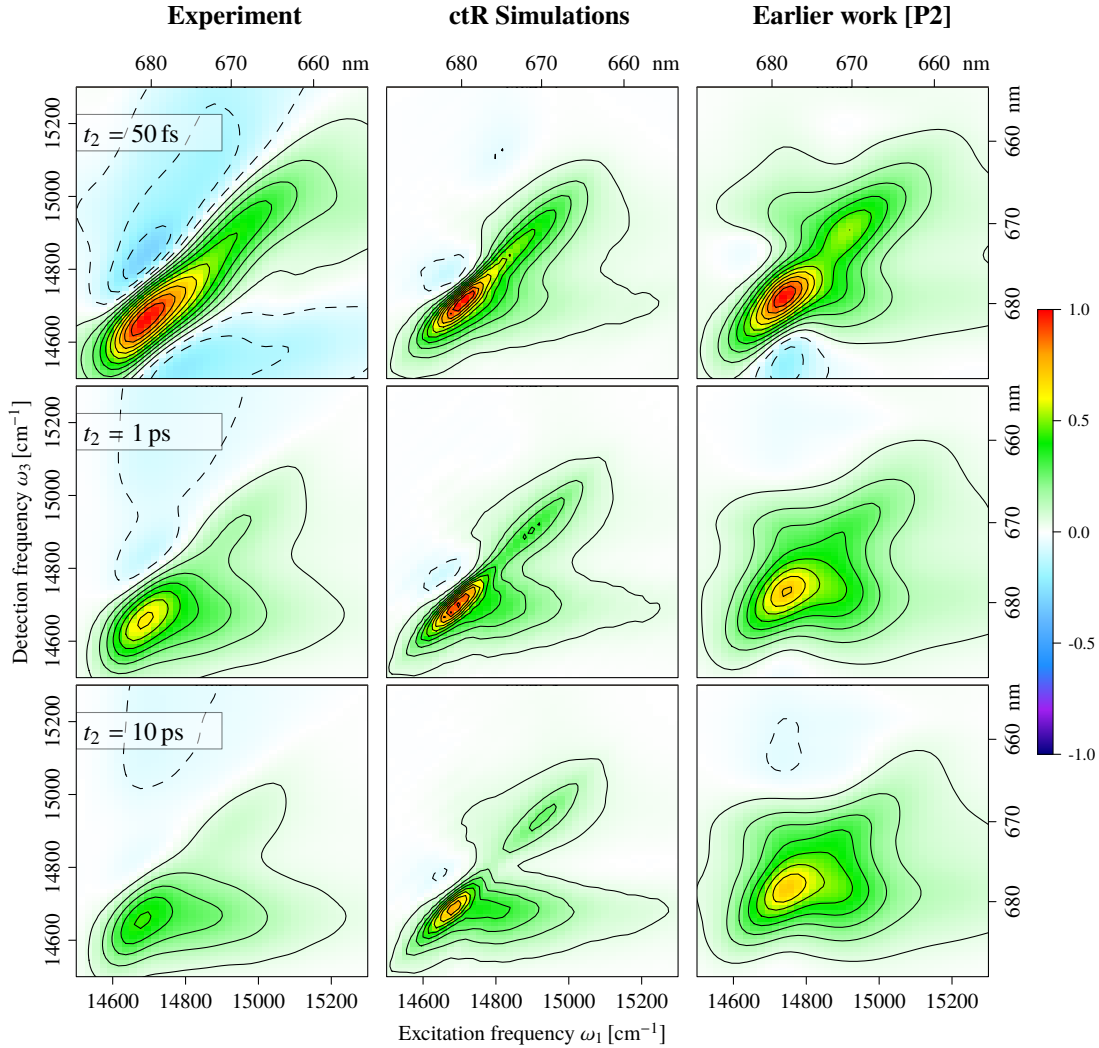 Experiment ctR Simulations Earlier work [P2]
680 670 660 nm 680 670 660 nm 680 670 660 nm
t₂ = 50 fs
14600 14800 15000 15200
680 670 660 nm
t₂ = 1 ps
14600 14800 15000 15200
680 670 660 nm
t₂ = 10 ps
14600 14800 15000 15200
680 670 660 nm
Detection frequency ω₃ [cm⁻¹]
1.0
0.5
0.0
-0.5
-1.0
14600 14800 15000 15200 14600 14800 15000 15200 14600 14800 15000 15200
Excitation frequency ω₁ [cm⁻¹]